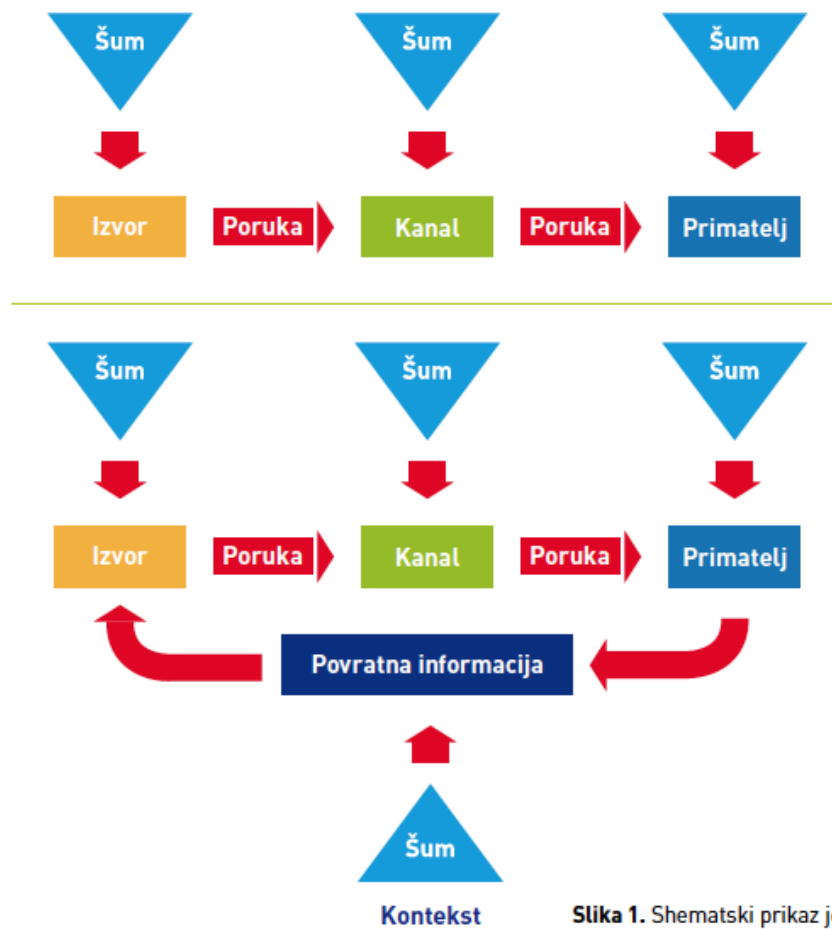 Šum Šum Šum
Izvor Poruka Kanal Poruka Primatelj
Šum Šum Šum
Izvor Poruka Kanal Poruka Primatelj
Povratna informacija
Šum
Kontekst
Slika 1. Shematski prikaz